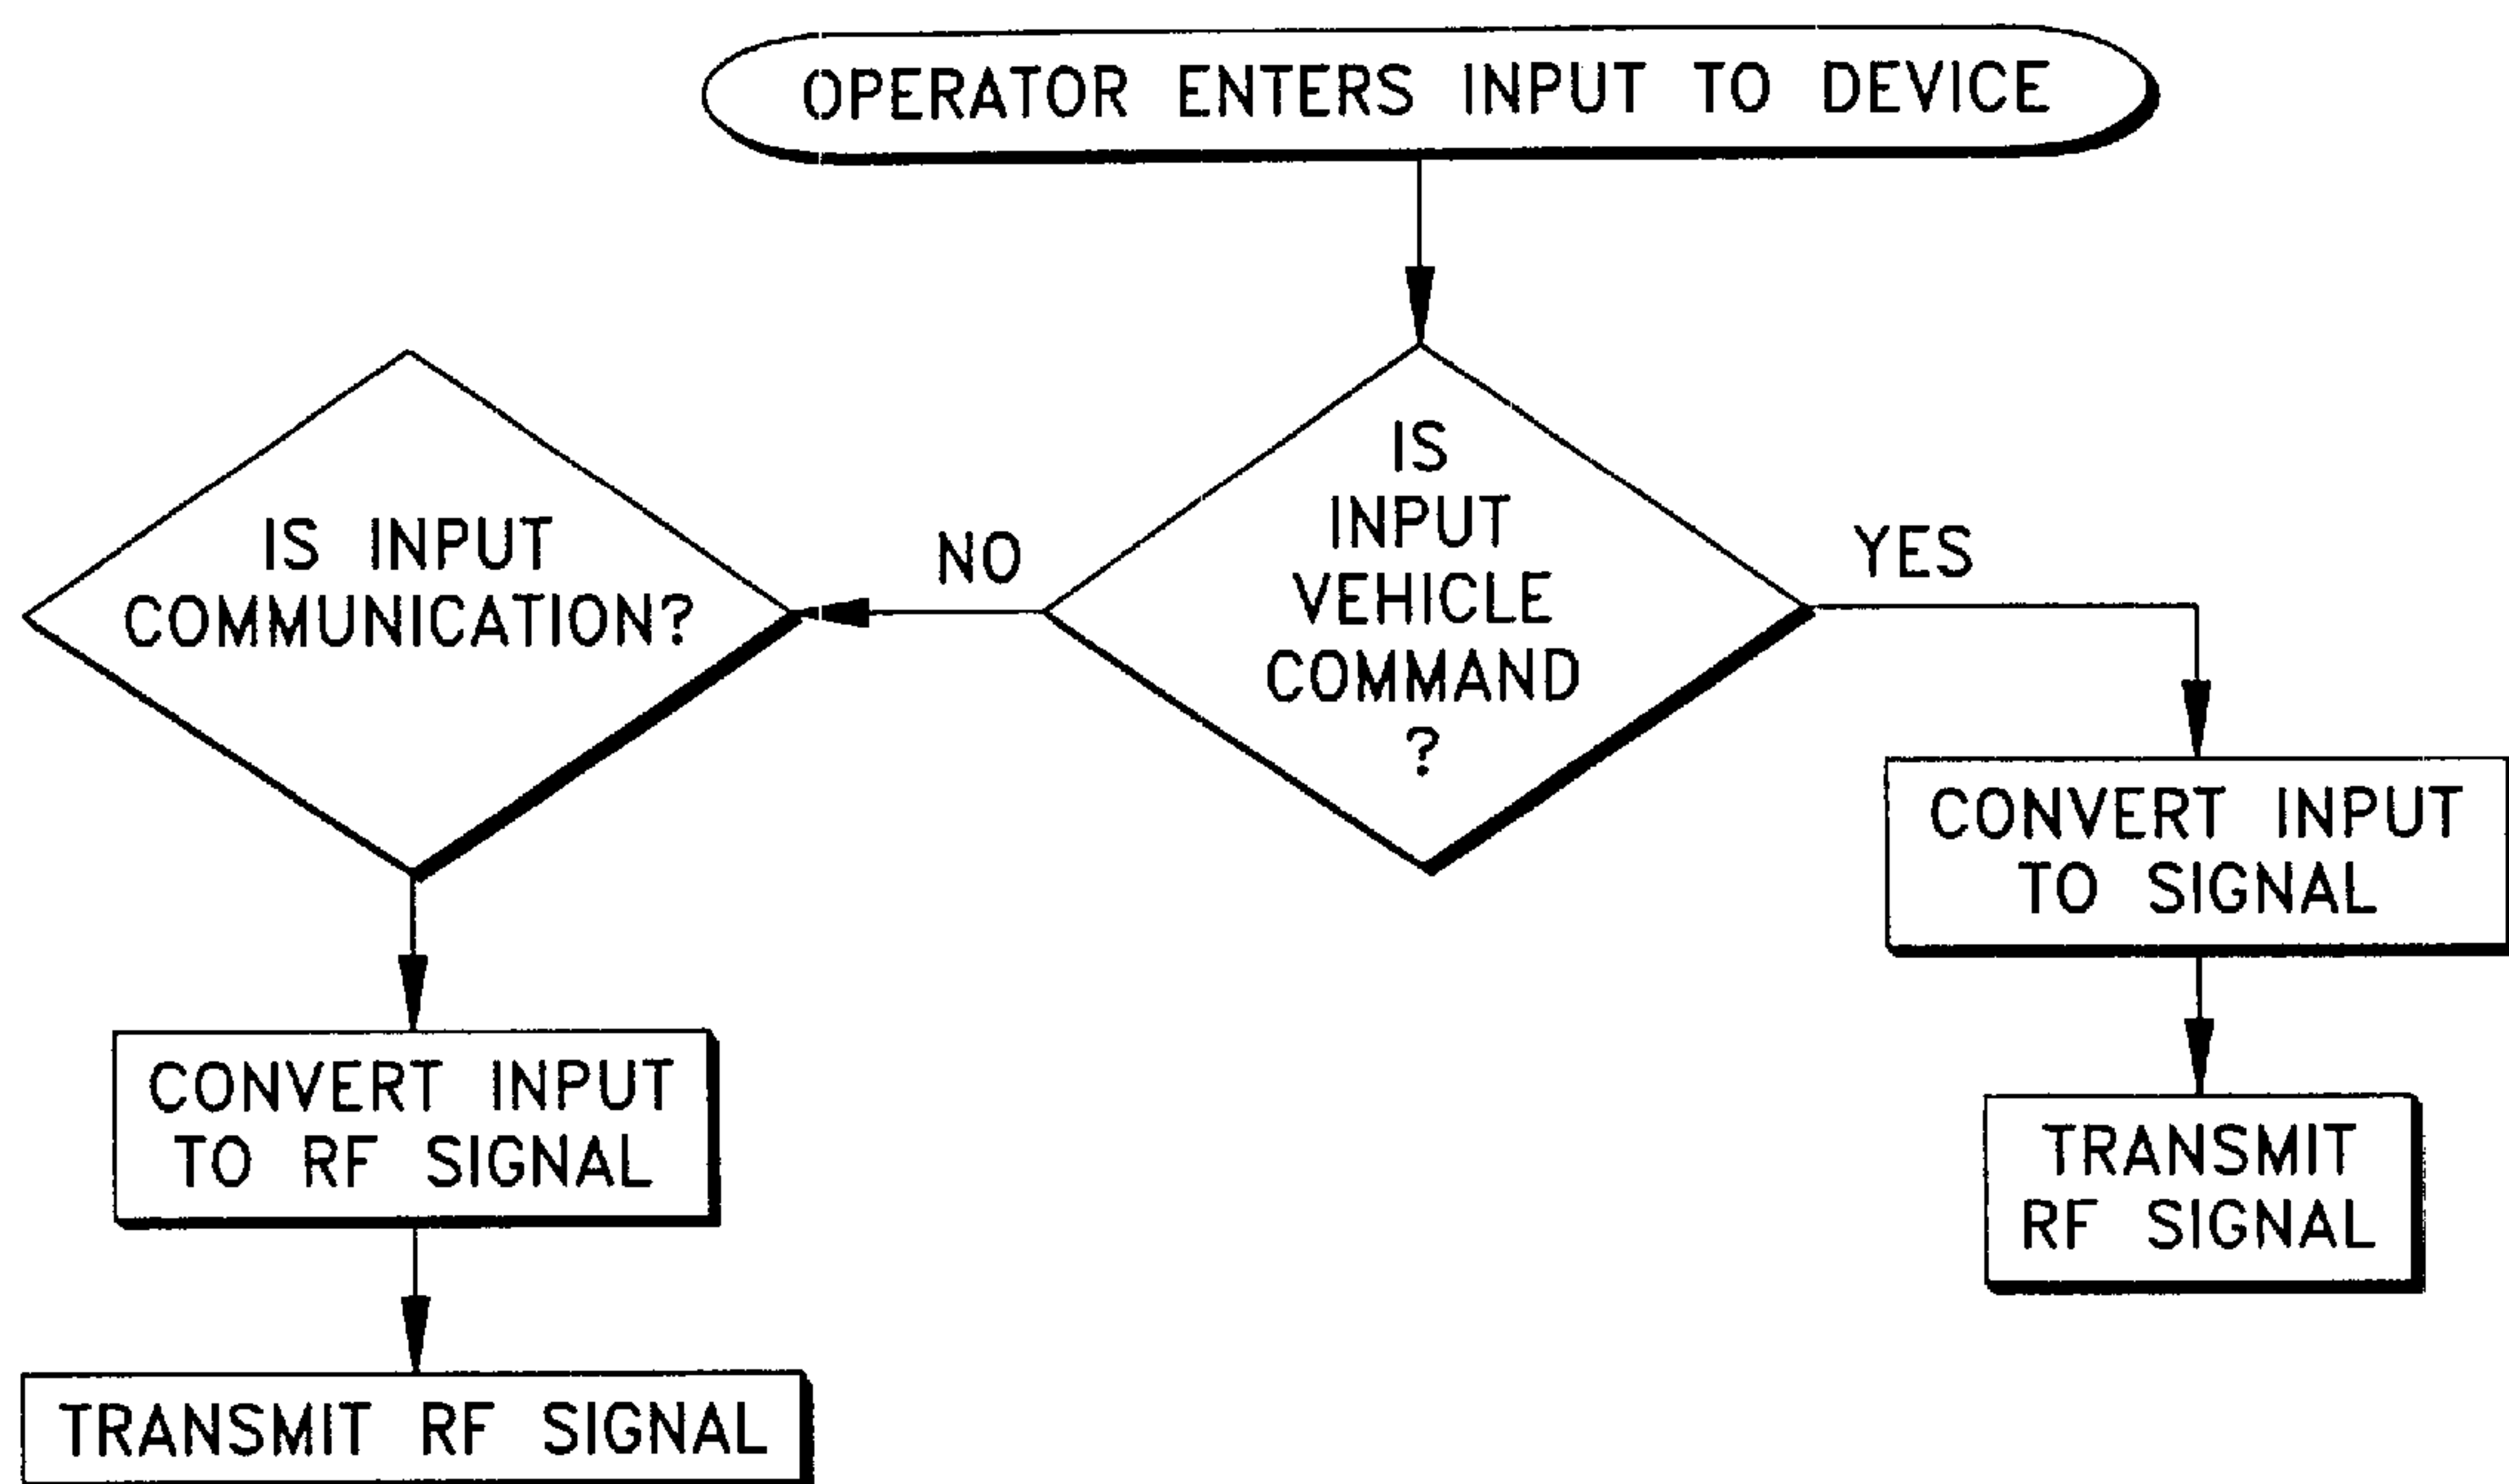 OPERATOR ENTERS INPUT TO DEVICE
IS
INPUT
VEHICLE
COMMAND
?
NO
YES
IS INPUT
COMMUNICATION?
CONVERT INPUT
TO SIGNAL
CONVERT INPUT
TO RF SIGNAL
TRANSMIT
RF SIGNAL
TRANSMIT RF SIGNAL